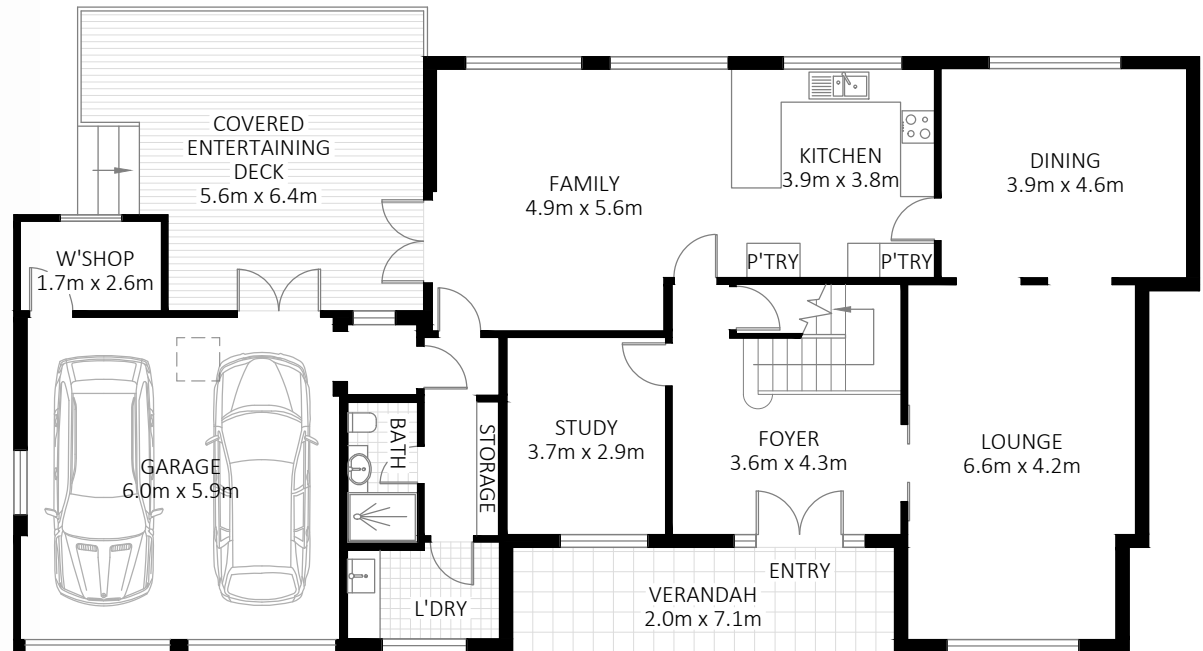 COVERED
ENTERTAINING
DECK
5.6m x 6.4m
FAMILY
4.9m x 5.6m
KITCHEN
3.9m x 3.8m
DINING
3.9m x 4.6m
W'SHOP
1.7m x 2.6m
P'TRY
P'TRY
GARAGE
6.0m x 5.9m
BATH
STORAGE
STUDY
3.7m x 2.9m
FOYER
3.6m x 4.3m
LOUNGE
6.6m x 4.2m
L'DRY
VERANDAH
2.0m x 7.1m
ENTRY